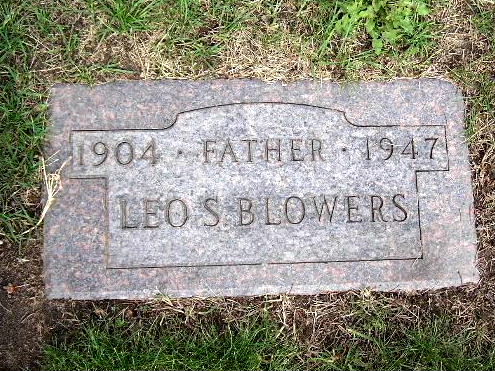 1904 · FATHER · 1947
LEO S. BLOWERS